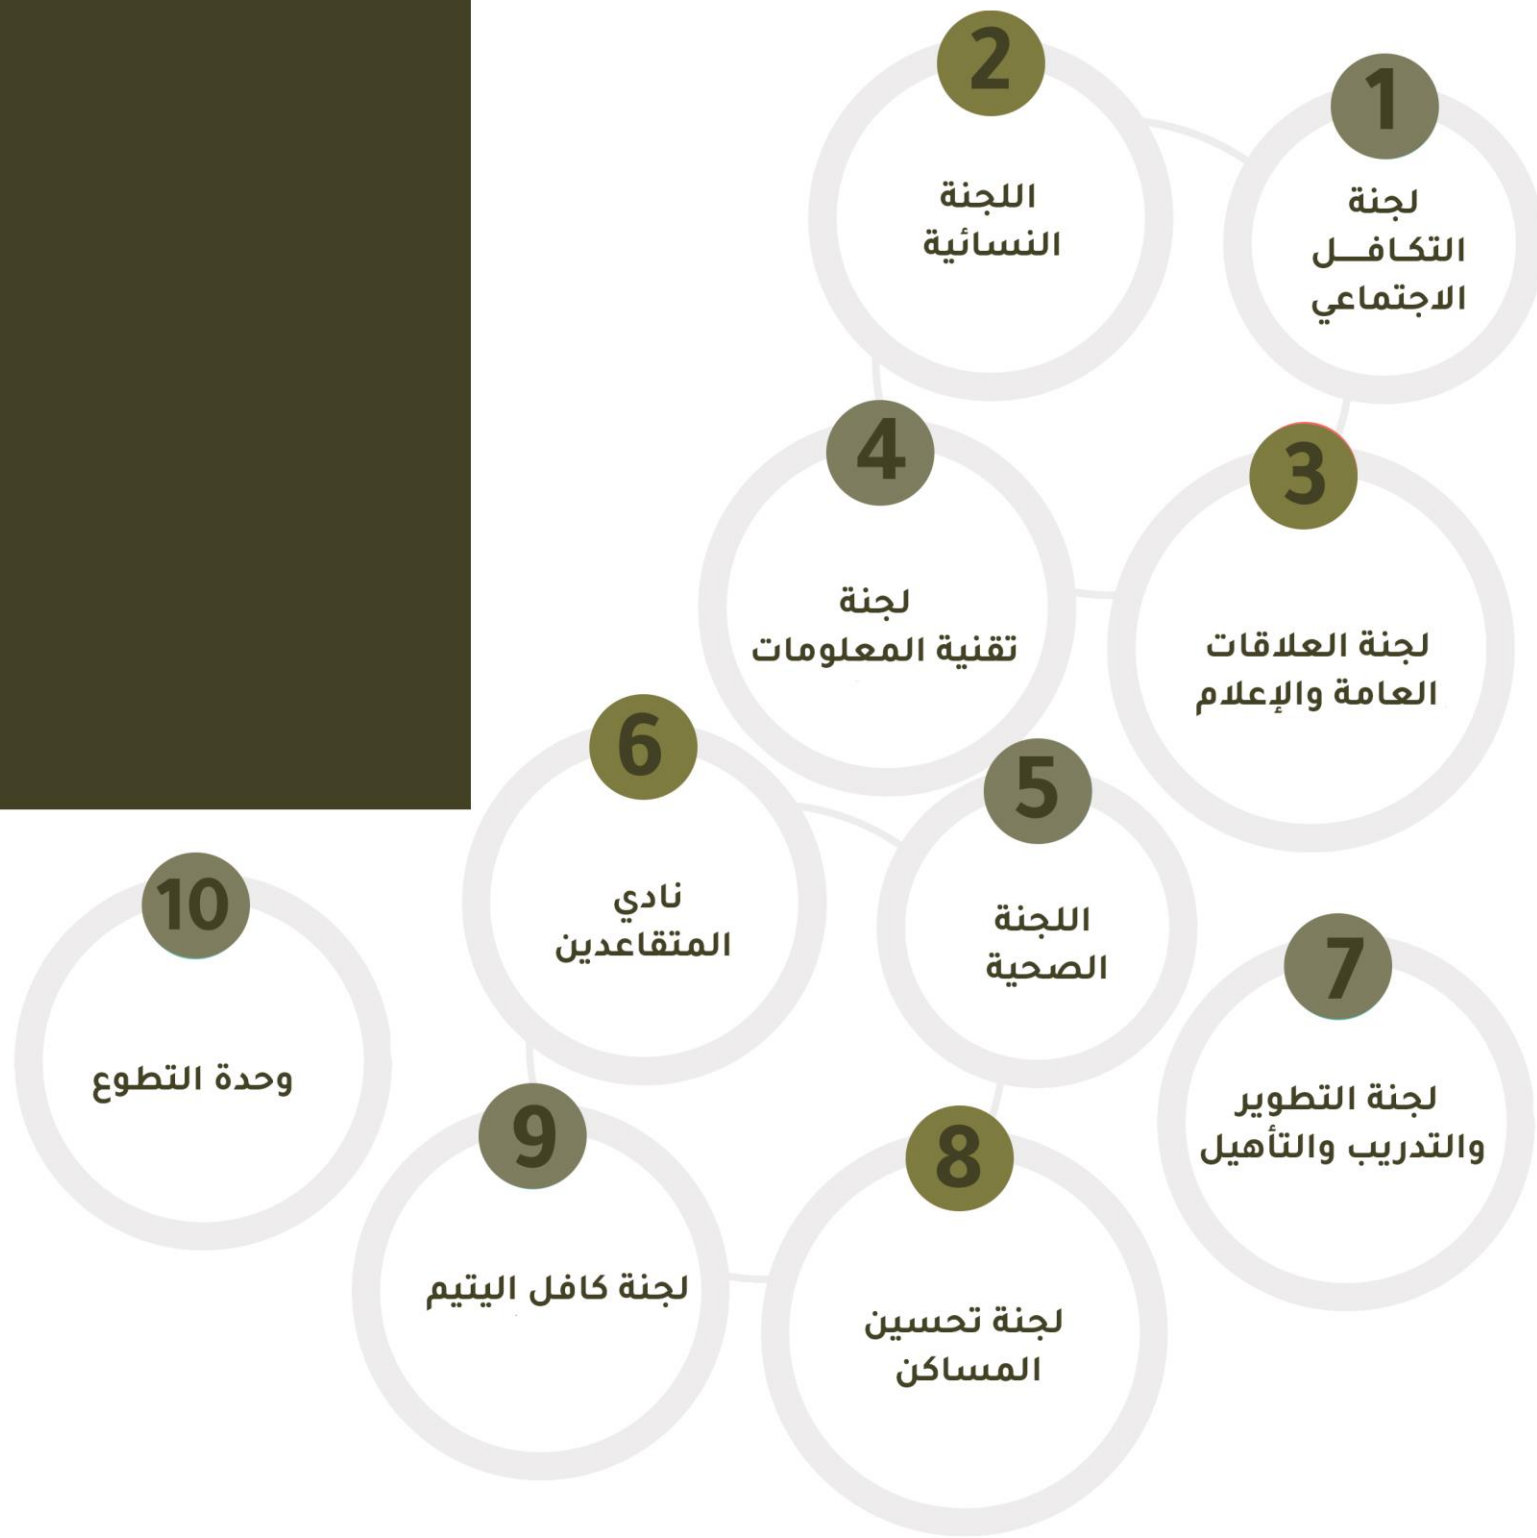 1
لجنة
التكافــل
الاجتماعي
2
اللجنة
النسائية
3
لجنة العلاقات
العامة والإعلام
4
لجنة
تقنية المعلومات
5
اللجنة
الصحية
6
نادي
المتقاعدين
7
لجنة التطوير
والتدريب والتأهيل
8
لجنة تحسين
المساكن
9
لجنة كافل اليتيم
10
وحدة التطوع